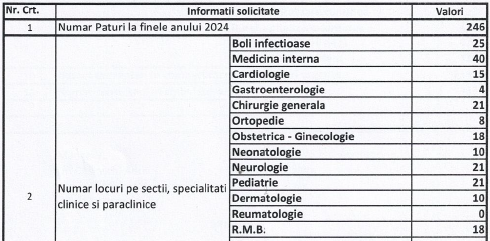 Nr. Crt. Informatii solicitate Valori
1 Numar Paturi la finele anului 2024 246
Boli infectioase 25
Medicina interna 40
Cardiologie 15
Gastroenterologie 4
Chirurgie generala 21
Ortopedie 8
Obstetrica - Ginecologie 18
Neonatologie 10
Neurologie 21
2 Numar locuri pe sectii, specialitati clinice si paraclinice Pediatrie 21
Dermatologie 10
Reumatologie 0
R.M.B. 18